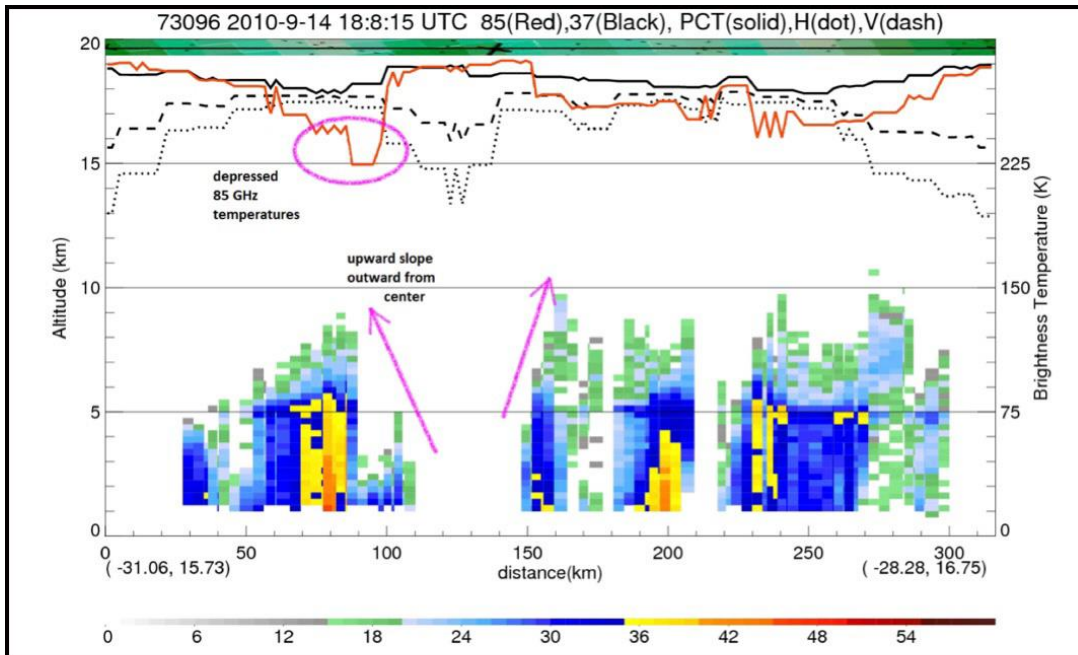 73096 2010-9-14 18:8:15 UTC 85(Red),37(Black), PCT(solid),H(dot),V(dash)
20
15
225
depressed
85 GHz
temperatures
upward slope
outward from
center
Altitude (km)
Brightness Temperature (K)
10
150
5
75
0
0
0 50 100 150 200 250 300
( -31.06, 15.73)
distance(km)
( -28.28, 16.75)
0 6 12 18 24 30 36 42 48 54